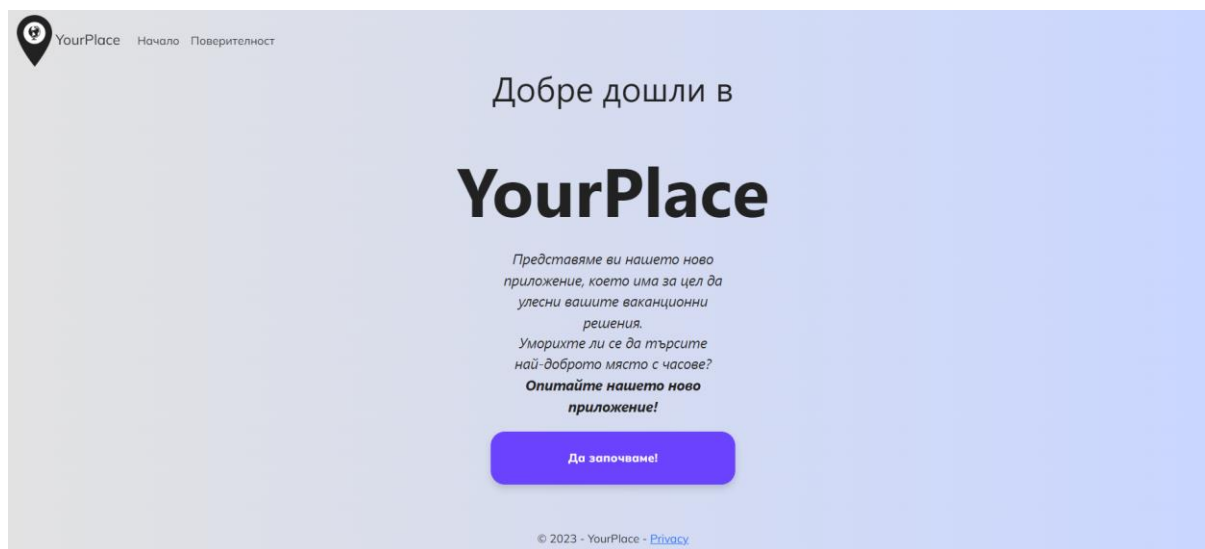 YourPlace Начало Поверителност
Добре дошли в
YourPlace
Представяме ви нашето ново
приложение, което има за цел да
улесни вашите ваканционни
решения.
Уморихте ли се да търсите
най-доброто място с часове?
Опитайте нашето ново
приложение!
Да започваме!
© 2023 - YourPlace - Privacy